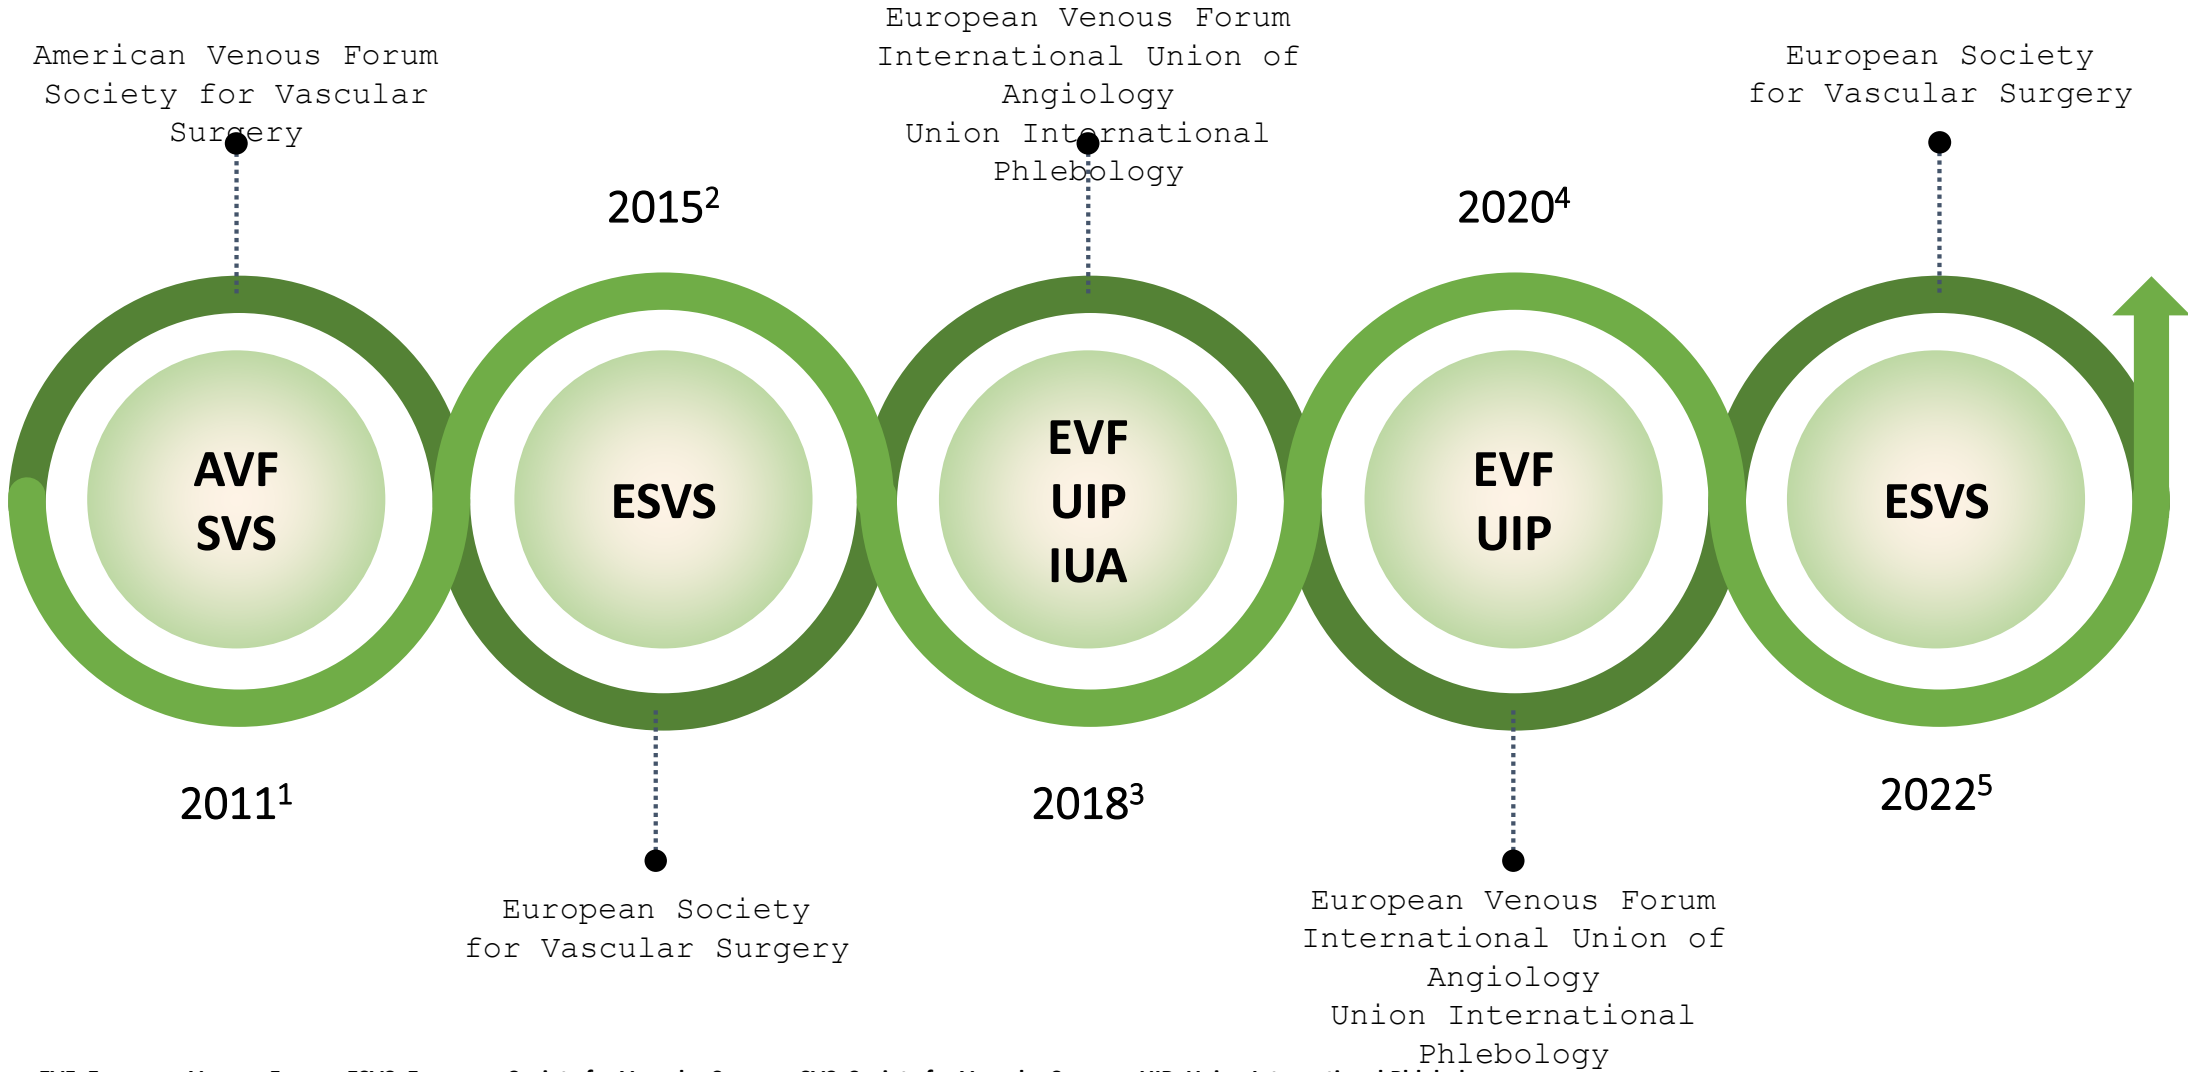 American Venous Forum
Society for Vascular
Surgery
European Venous Forum
International Union of
Angiology
Union International
Phlebology
European Society
for Vascular Surgery
2015²
2020⁴
AVF
SVS
ESVS
EVF
UIP
IUA
EVF
UIP
ESVS
2011¹
2018³
2022⁵
European Society
for Vascular Surgery
European Venous Forum
International Union of
Angiology
Union International
Phlebology